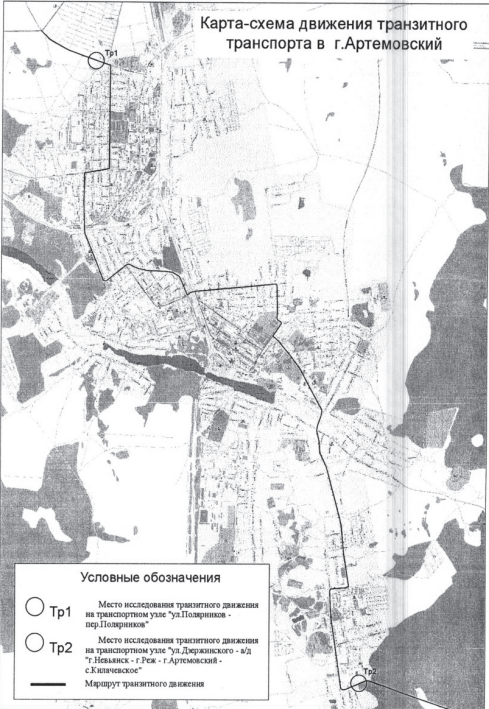 Карта-схема движения транзитного
транспорта в г.Артемовский
Тр1
Тр2
Условные обозначения
Тр1
Место исследования транзитного движения
на транспортном узле "ул.Полярников -
пер.Полярников"
Тр2
Место исследования транзитного движения
на транспортном узле "ул.Дзержинского - а/д
"г.Невьянск - г.Реж - г.Артемовский -
с.Килачевское"
Маршрут транзитного движения